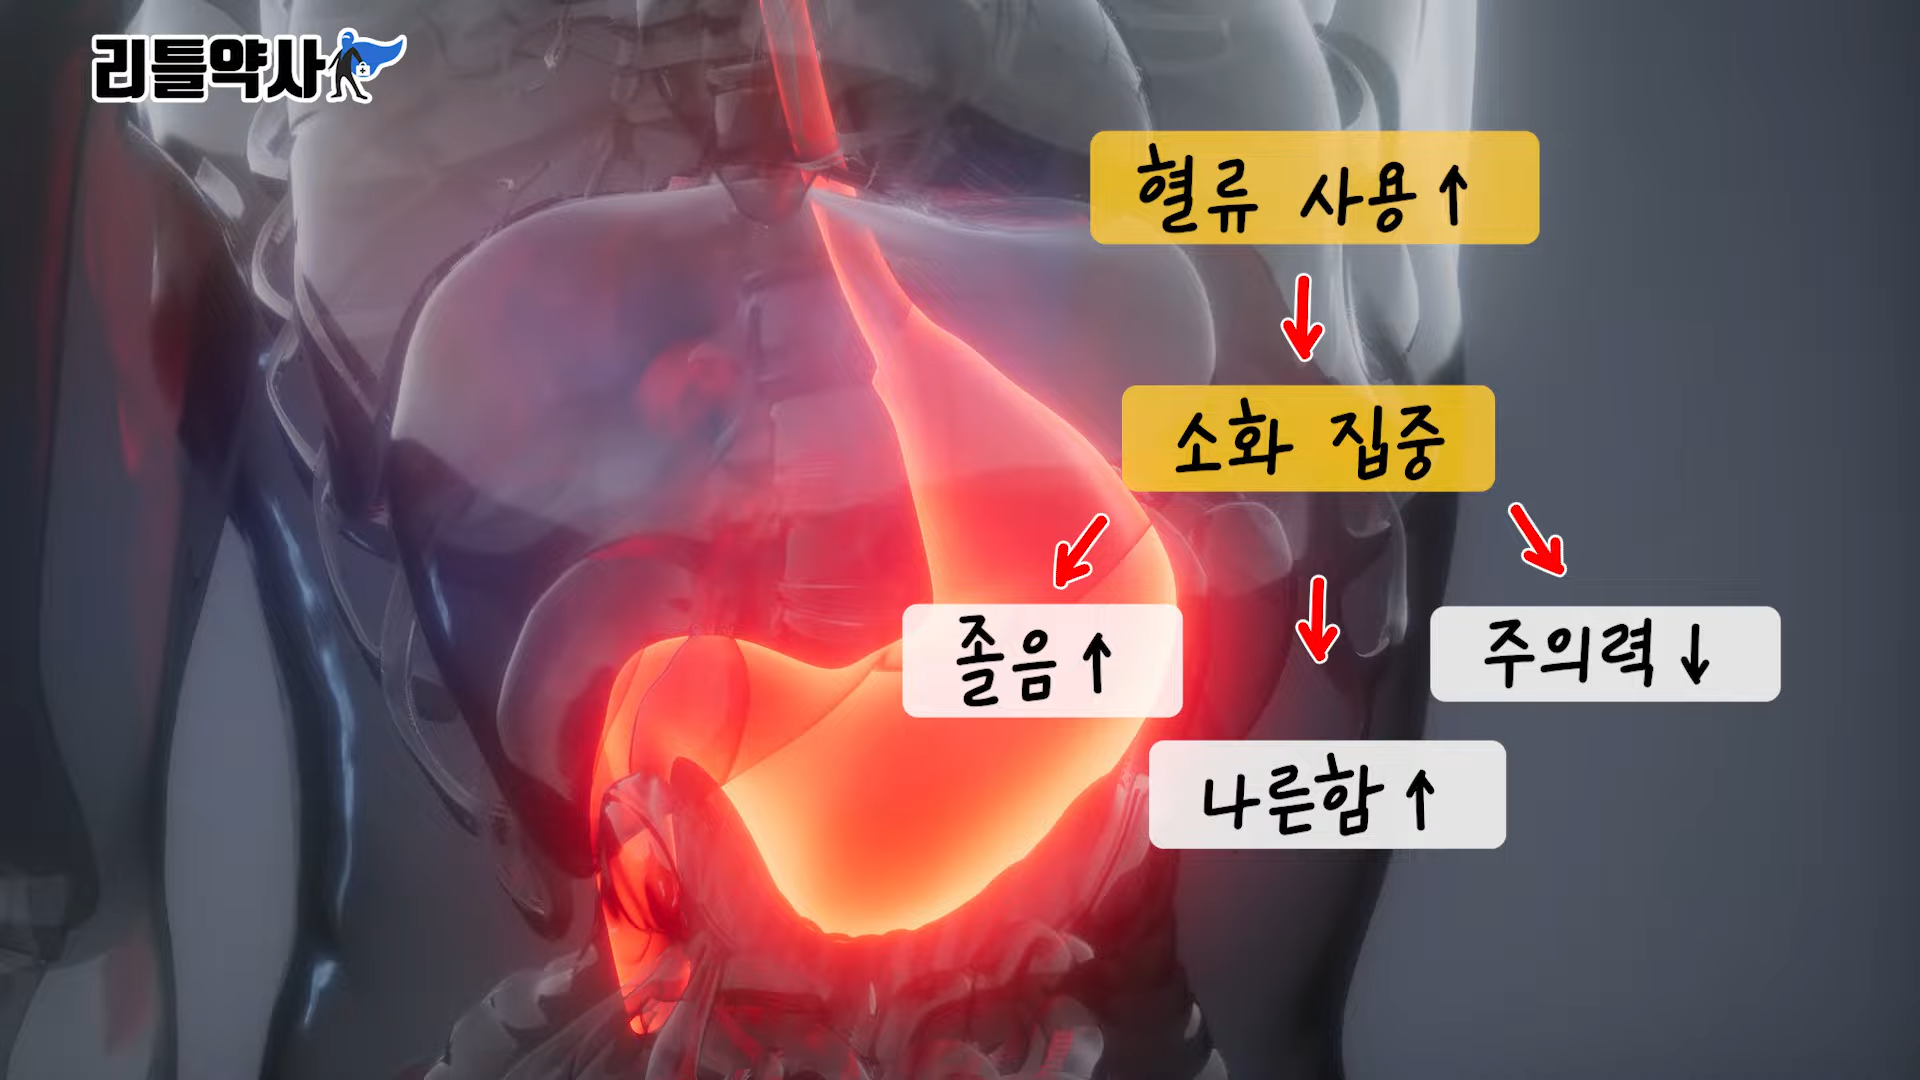 리틀약사
혈류 사용↑
소화 집중
졸음↑
주의력↓
나른함↑